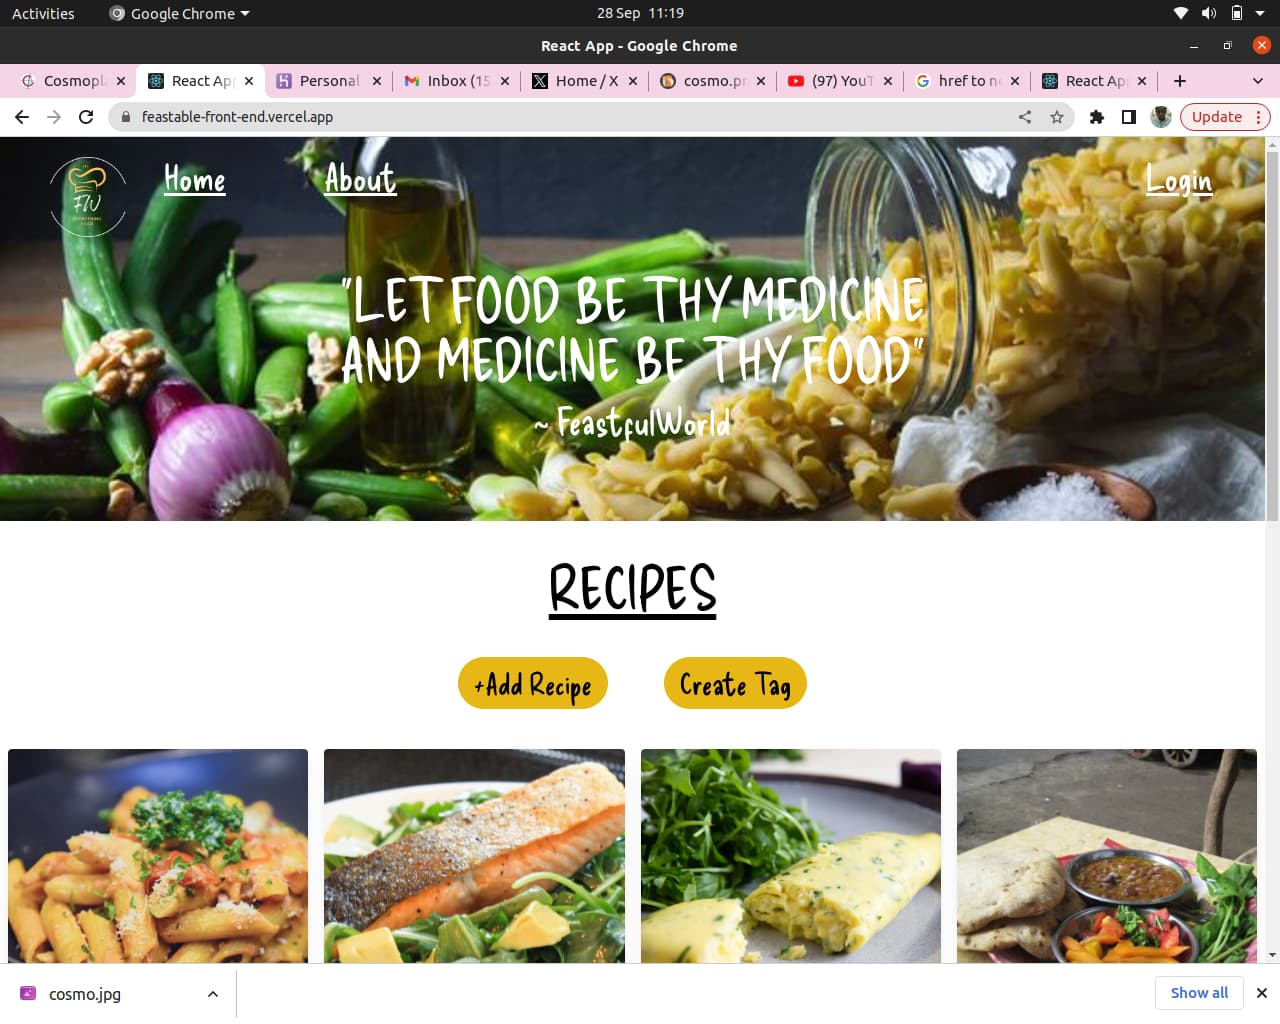 Activities
Google Chrome
28 Sep 11:19
React App - Google Chrome
Cosmopl
React Ap
Personal
Inbox (15
Home / X
cosmo.pr
(97) YouT
href to n
React Ap
feastable-front-end.vercel.app
Update
FW
Home
About
Login
"LET FOOD BE THY MEDICINE
AND MEDICINE BE THY FOOD"
~ FeastfulWorld
RECIPES
+Add Recipe
Create Tag
cosmo.jpg
Show all